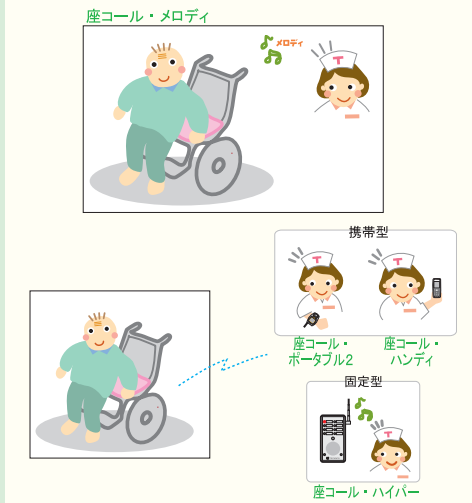 座コール・メロディ
メロディ
T
携帯型
T
T
座コール・
ポータブル2
座コール・
ハンディ
固定型
T
座コール・ハイパー